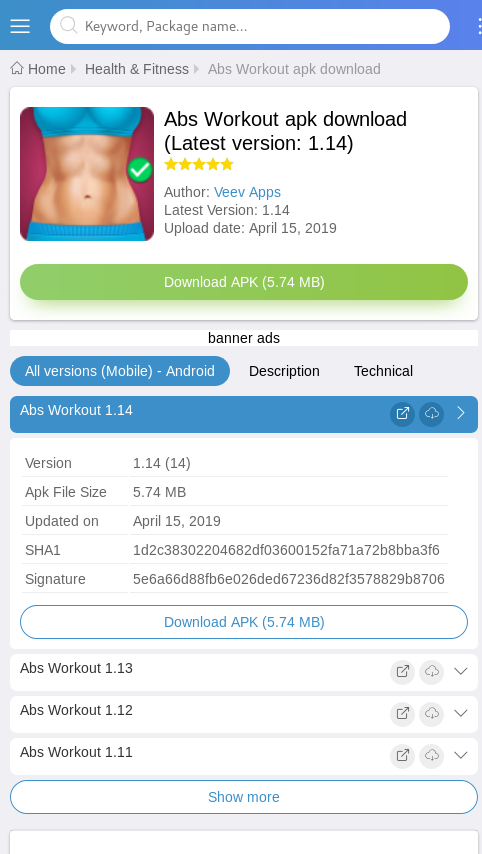 Keyword, Package name...
Home Health & Fitness Abs Workout apk download
Abs Workout apk download
(Latest version: 1.14)
Author: Veev Apps
Latest Version: 1.14
Upload date: April 15, 2019
Download APK (5.74 MB)
banner ads
All versions (Mobile) - Android Description Technical
Abs Workout 1.14
Version 1.14 (14)
Apk File Size 5.74 MB
Updated on April 15, 2019
SHA1 1d2c38302204682df03600152fa71a72b8bba3f6
Signature 5e6a66d88fb6e026ded67236d82f3578829b8706
Download APK (5.74 MB)
Abs Workout 1.13
Abs Workout 1.12
Abs Workout 1.11
Show more